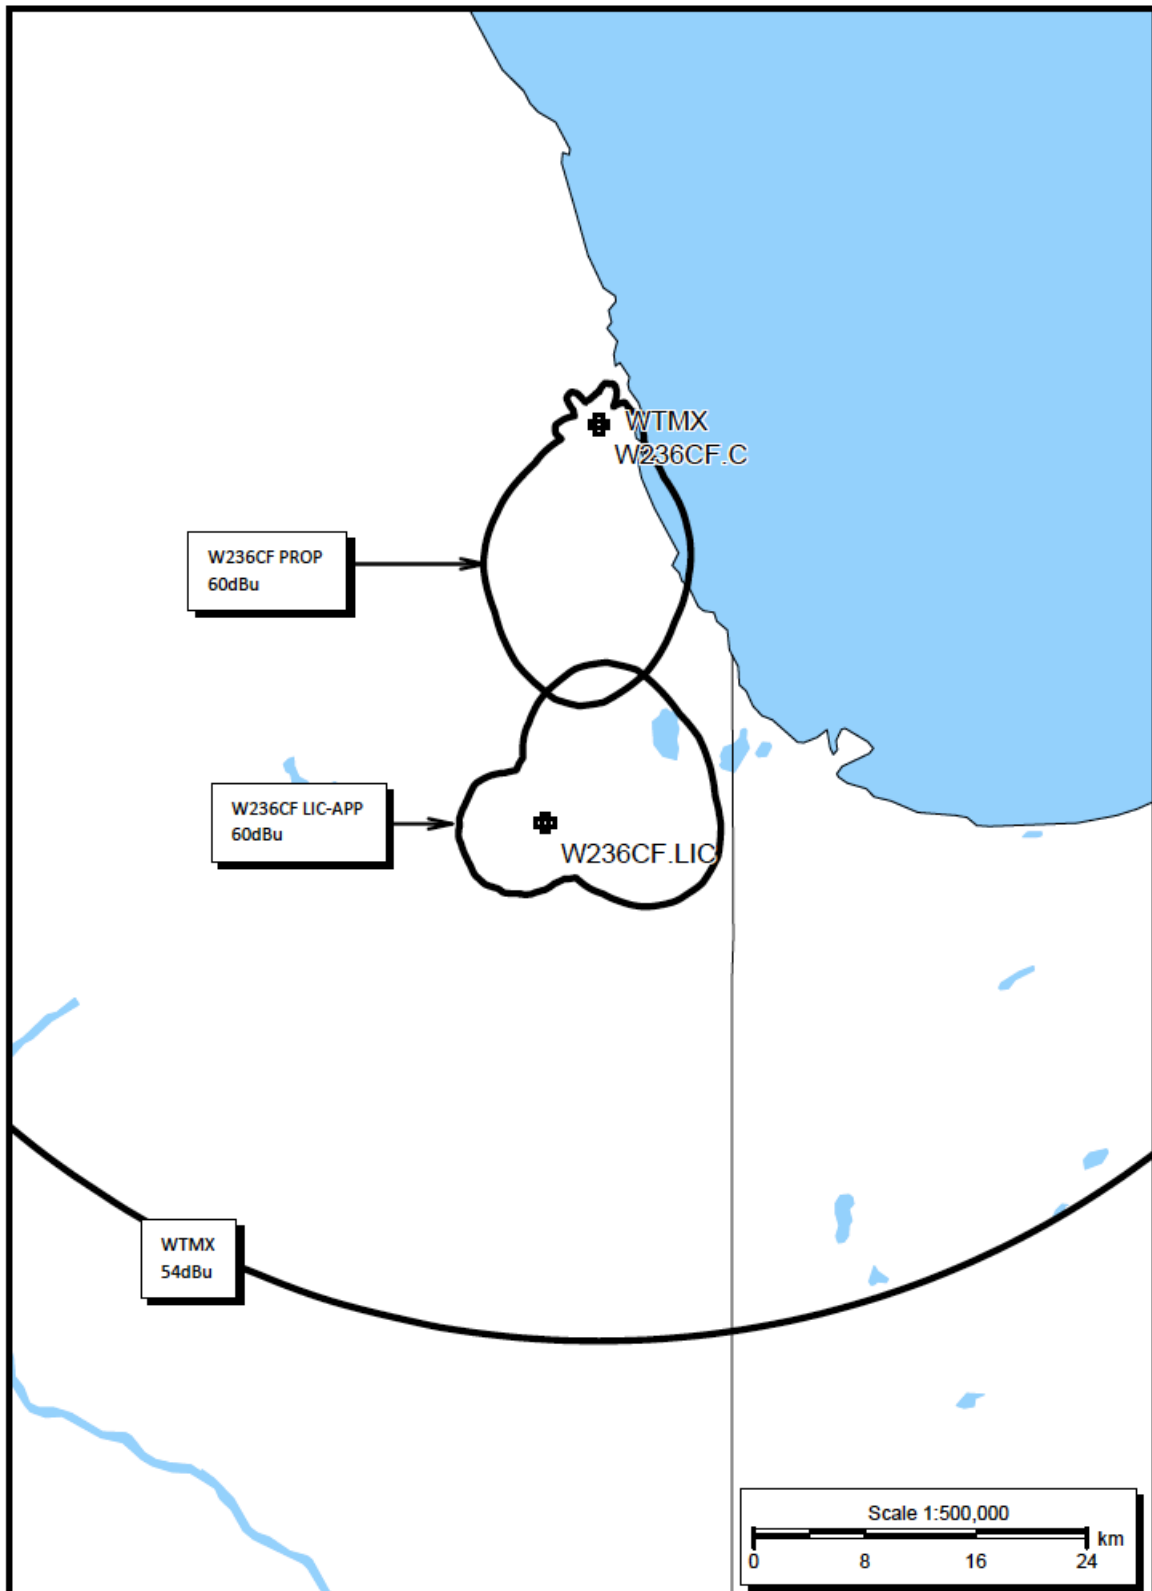 WTMX
W236CF.C
W236CF PROP
60dBu
W236CF LIC-APP
60dBu
W236CF.LIC
WTMX
54dBu
Scale 1:500,000
km
0 8 16 24